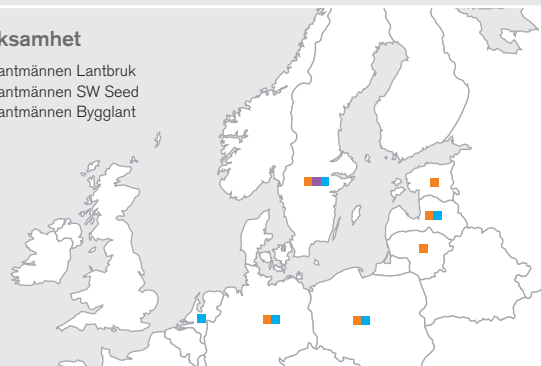 ksamhet
antmännen Lantbruk
antmännen SW Seed
antmännen Bygglant